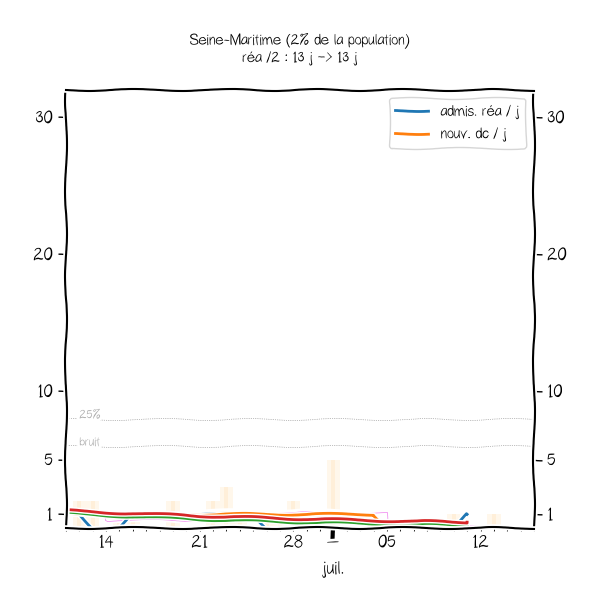 Seine-Maritime (2% de la population)
réa /2 : 13 j -> 13 j
admis. réa / j
nouv. dc / j
30 30
20 20
10 10
25%
bruit
5 5
1 1
14 21 28 1 05 12
juil.